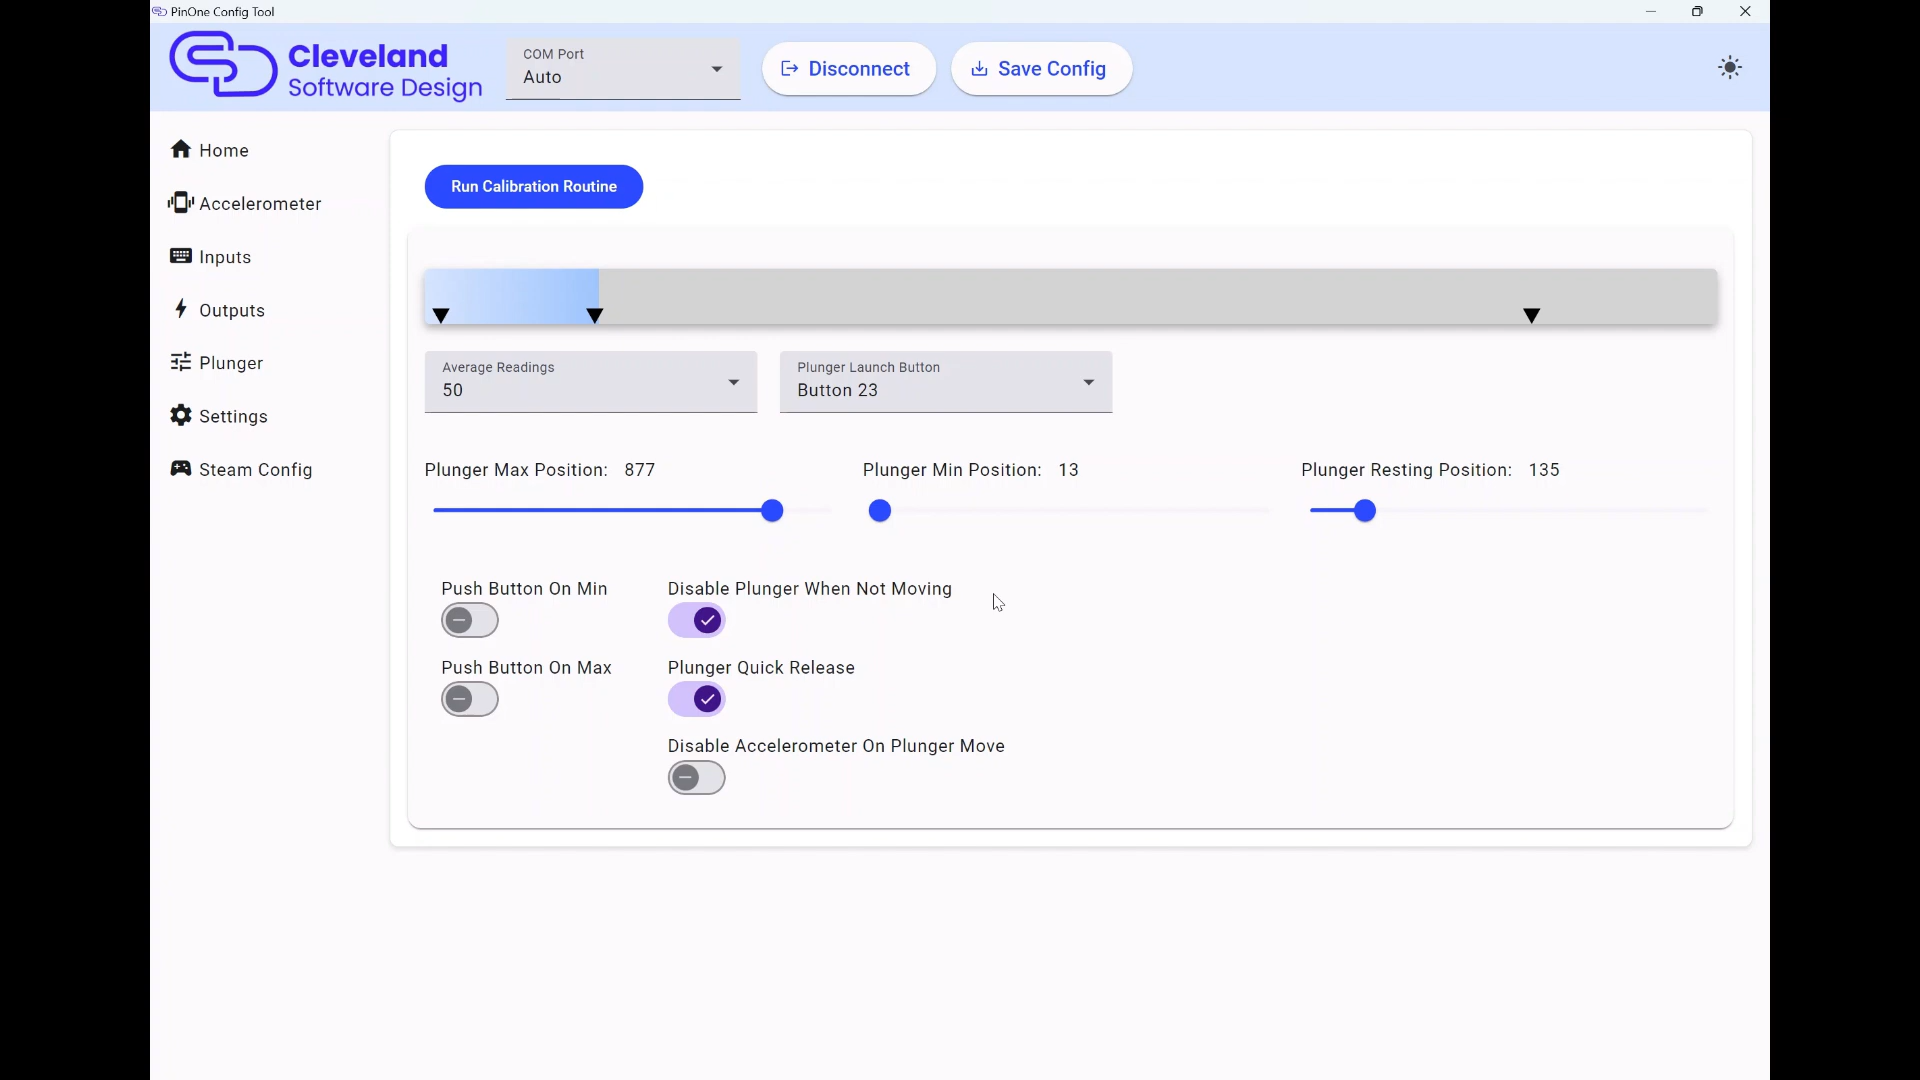 PinOne Config Tool
Cleveland
Software Design
COM Port
Auto
Disconnect
Save Config
Home
Accelerometer
Inputs
Outputs
Plunger
Settings
Steam Config
Run Calibration Routine
Average Readings
50
Plunger Launch Button
Button 23
Plunger Max Position: 877
Plunger Min Position: 13
Plunger Resting Position: 135
Push Button On Min
Disable Plunger When Not Moving
Push Button On Max
Plunger Quick Release
Disable Accelerometer On Plunger Move